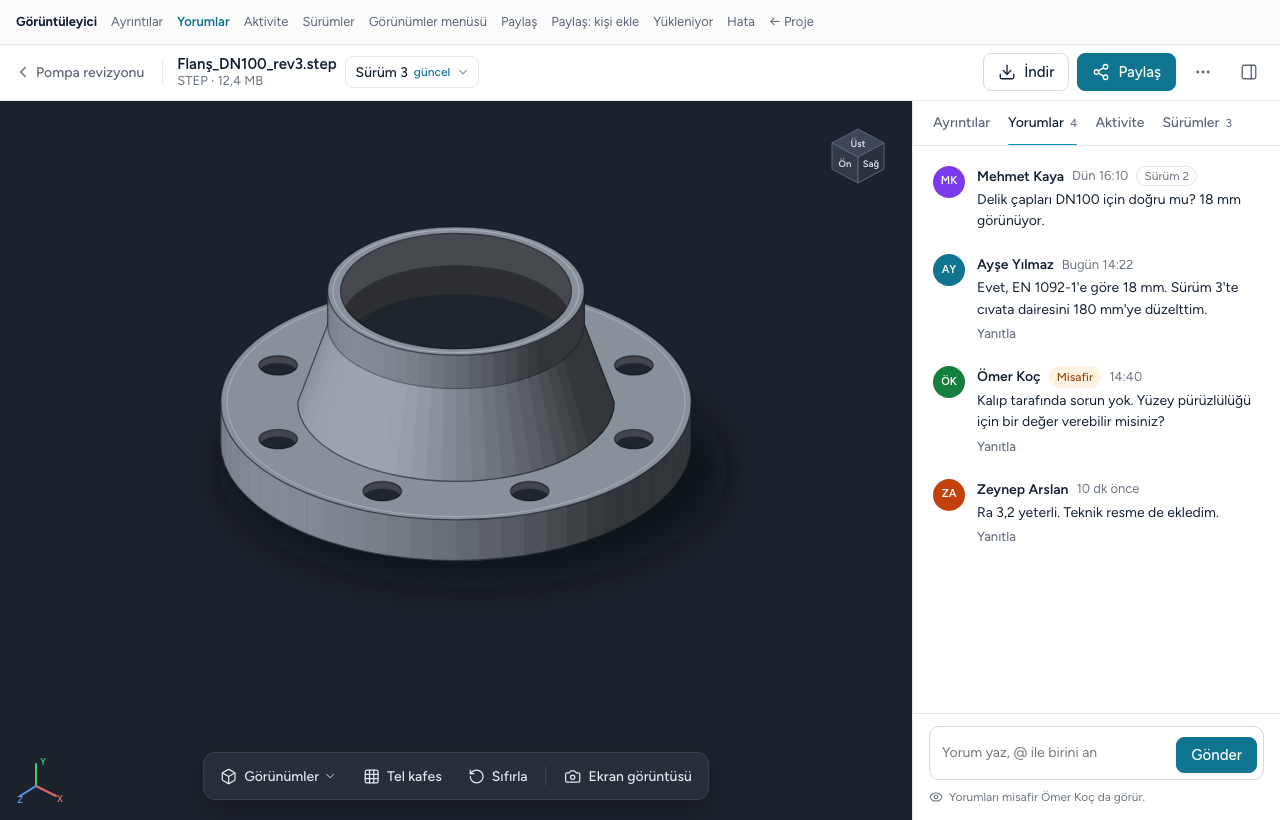 Görüntüleyici Ayrıntılar Yorumlar Aktivite Sürümler Görünümler menüsü Paylaş Paylaş: kişi ekle Yükleniyor Hata ← Proje
Pompa revizyonu
Flanş_DN100_rev3.step
STEP · 12,4 MB
Sürüm 3 güncel
İndir
Paylaş
Üst
Ön
Sağ
Ayrıntılar Yorumlar 4 Aktivite Sürümler 3
MK
Mehmet Kaya Dün 16:10 Sürüm 2
Delik çapları DN100 için doğru mu? 18 mm
görünüyor.
AY
Ayşe Yılmaz Bugün 14:22
Evet, EN 1092-1'e göre 18 mm. Sürüm 3'te
cıvata dairesini 180 mm'ye düzelttim.
Yanıtla
ÖK
Ömer Koç Misafir 14:40
Kalıp tarafında sorun yok. Yüzey pürüzlülüğü
için bir değer verebilir misiniz?
Yanıtla
ZA
Zeynep Arslan 10 dk önce
Ra 3,2 yeterli. Teknik resme de ekledim.
Yanıtla
Yorum yaz, @ ile birini an
Gönder
Yorumları misafir Ömer Koç da görür.
Y
Z
X
Görünümler
Tel kafes
Sıfırla
Ekran görüntüsü